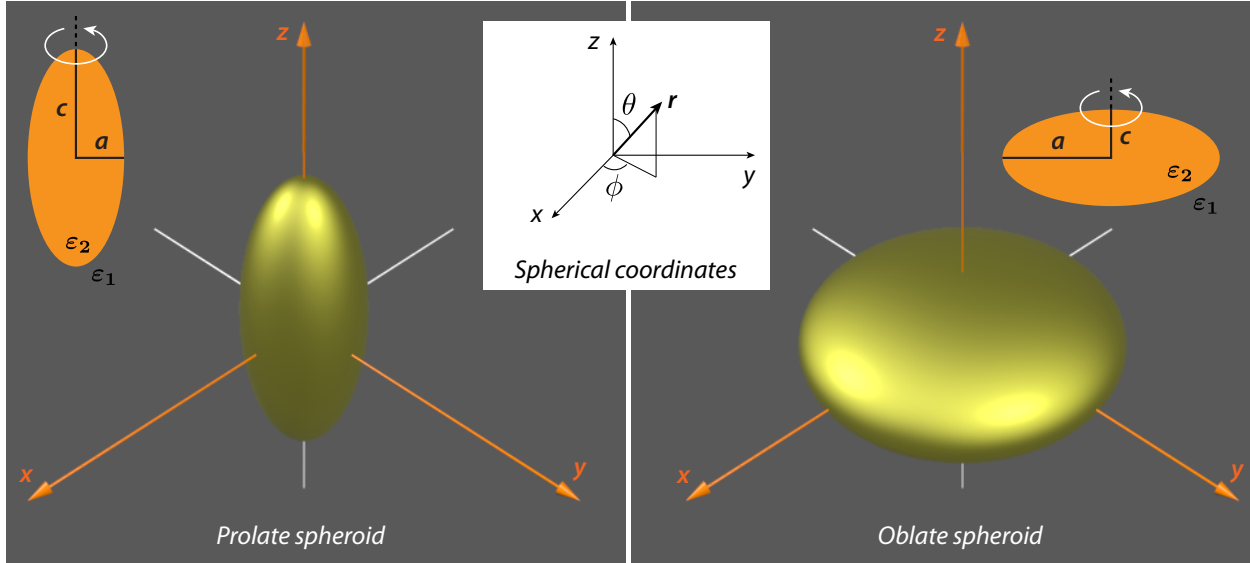 c
a
ε₂
ε₁
z
x
y
Prolate spheroid
z
θ
r
y
ϕ
x
Spherical coordinates
z
a
c
ε₂
ε₁
x
y
Oblate spheroid